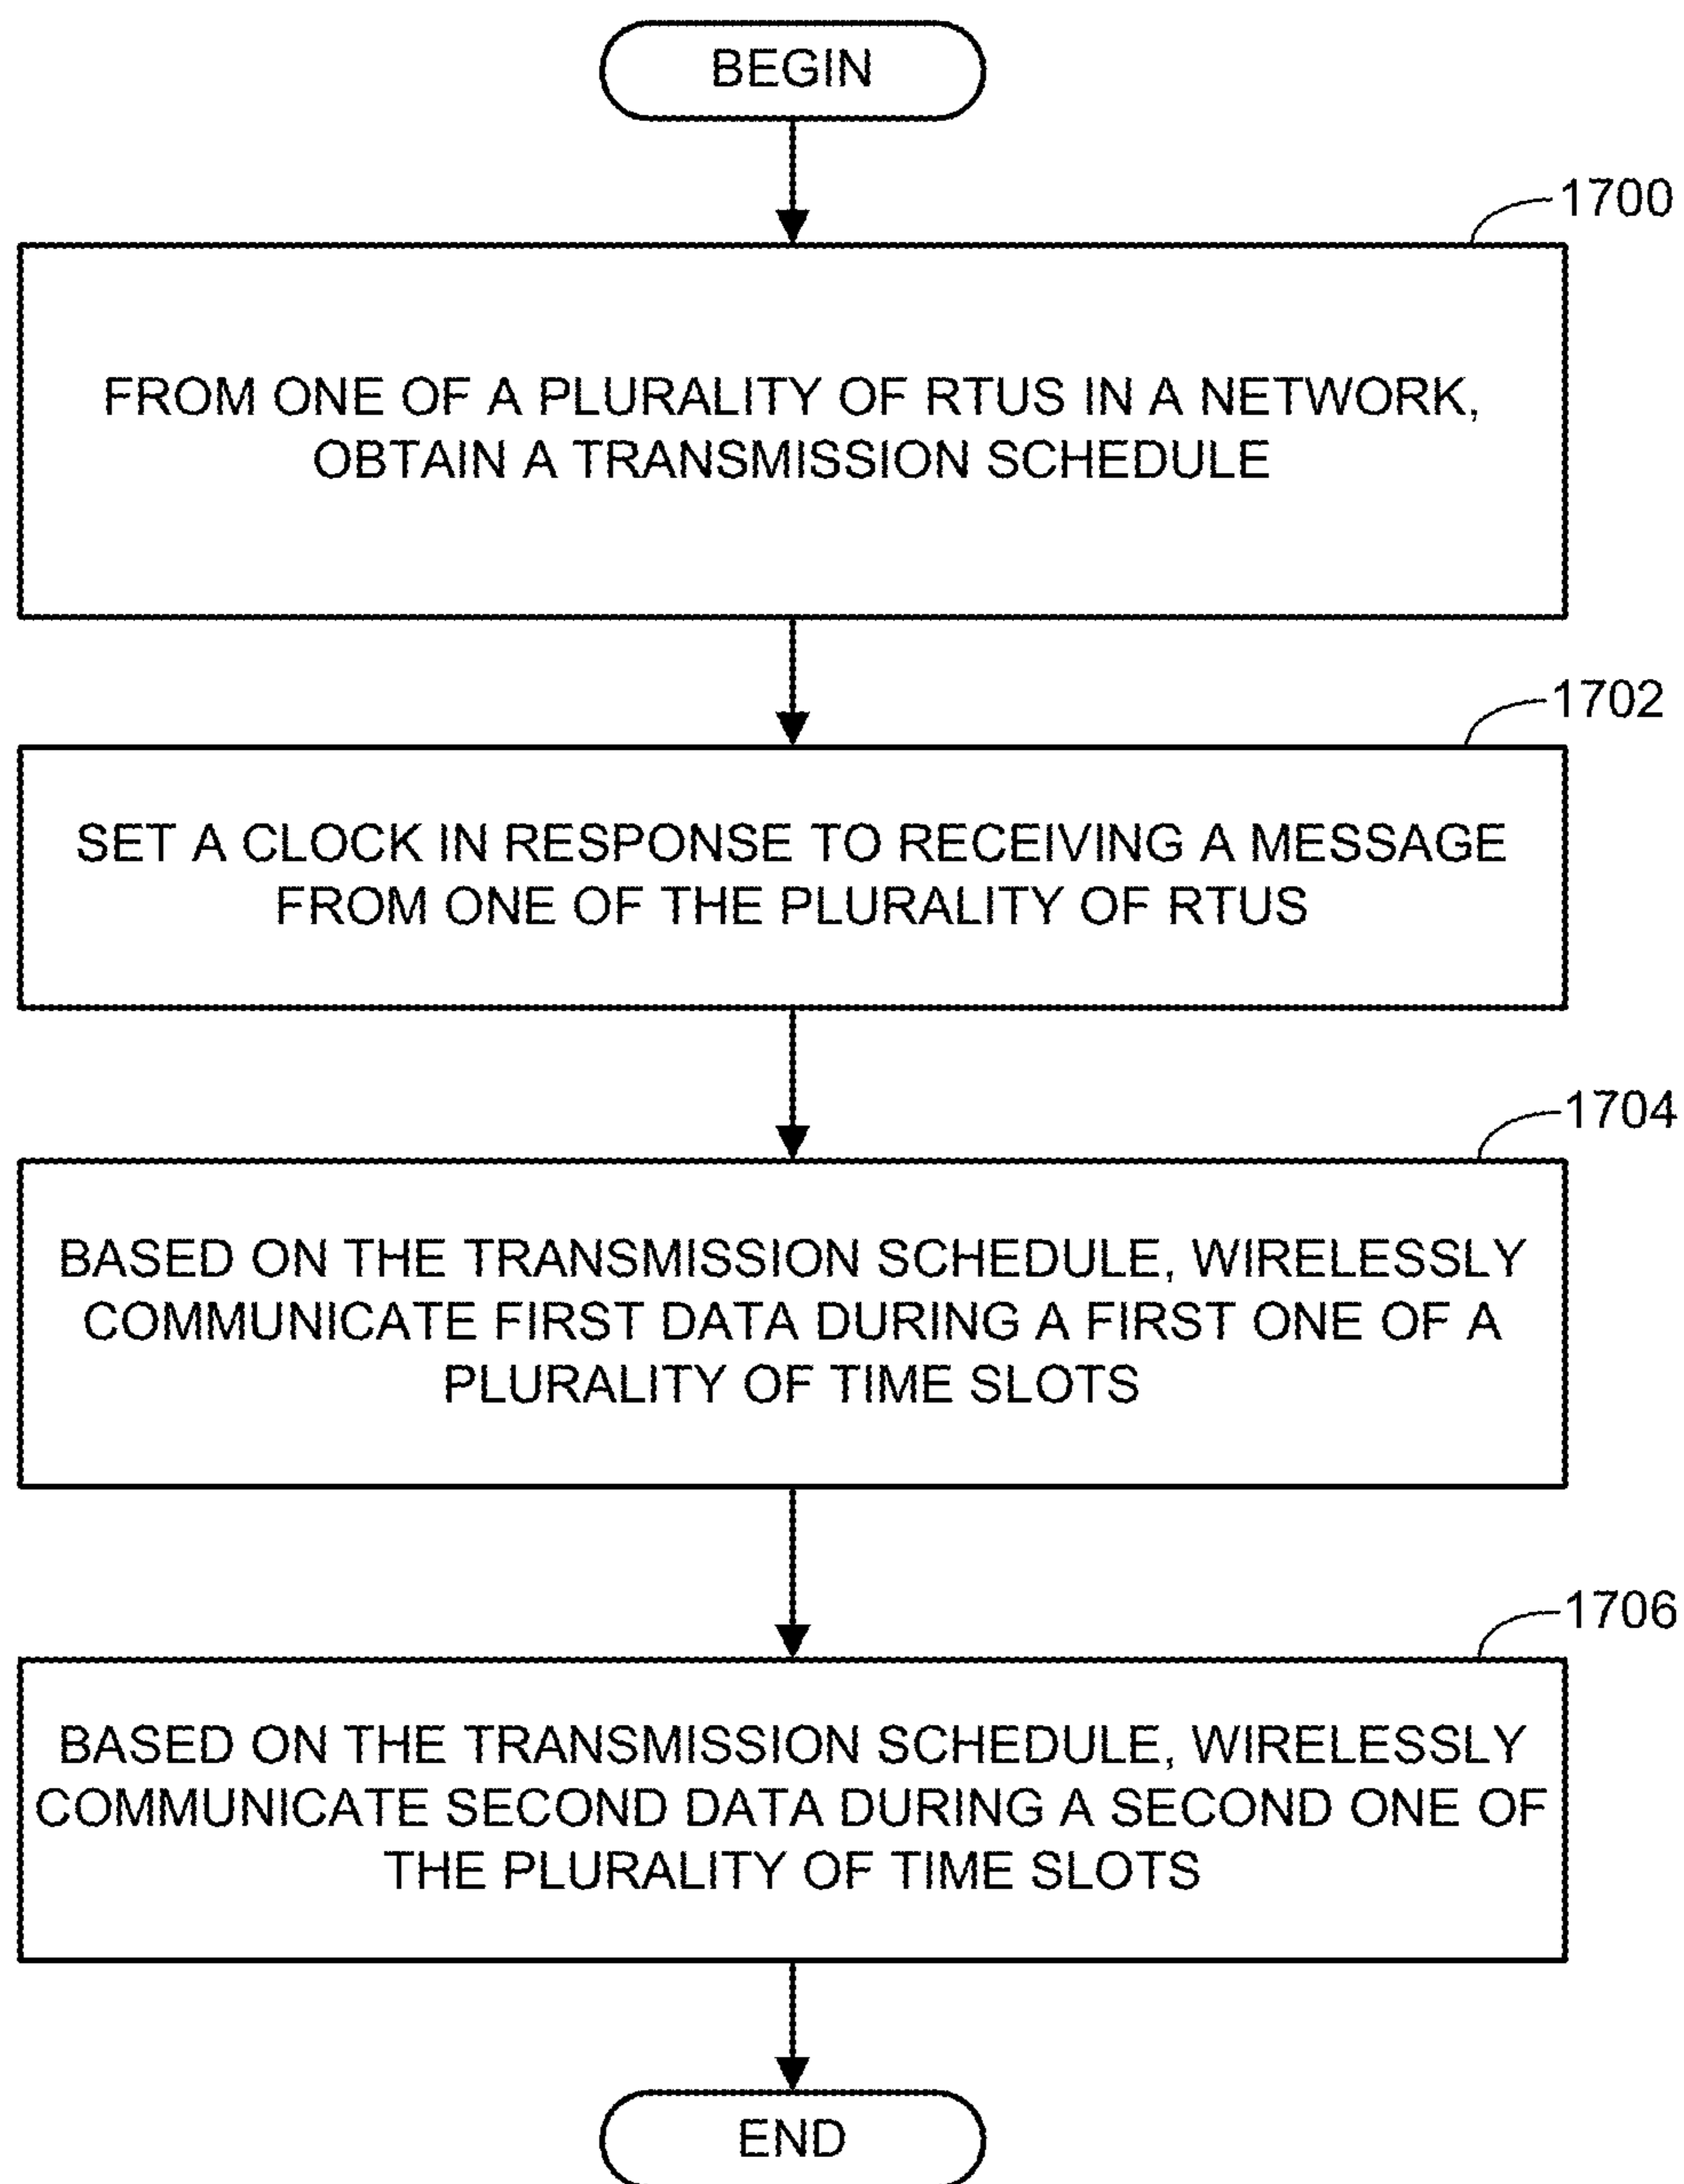 BEGIN
1700
FROM ONE OF A PLURALITY OF RTUS IN A NETWORK,
OBTAIN A TRANSMISSION SCHEDULE
1702
SET A CLOCK IN RESPONSE TO RECEIVING A MESSAGE
FROM ONE OF THE PLURALITY OF RTUS
1704
BASED ON THE TRANSMISSION SCHEDULE, WIRELESSLY
COMMUNICATE FIRST DATA DURING A FIRST ONE OF A
PLURALITY OF TIME SLOTS
1706
BASED ON THE TRANSMISSION SCHEDULE, WIRELESSLY
COMMUNICATE SECOND DATA DURING A SECOND ONE OF
THE PLURALITY OF TIME SLOTS
END